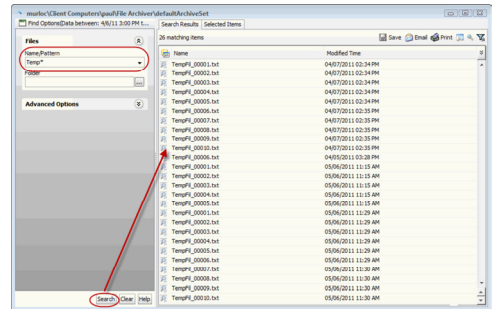 murloc\Client Computers\paul\File Archiver\defaultArchiveSet
Find Options(Data between: 4/6/11 3:00 PM t...
Search Results
Selected Items
Files
Name/Pattern
Temp*
Folder
...
Advanced Options
Search
Clear
Help
26 matching items
Save
Email
Print
Name
Modified Time
TempFil_00001.txt 04/07/2011 02:34 PM
TempFil_00002.txt 04/07/2011 02:34 PM
TempFil_00003.txt 04/07/2011 02:34 PM
TempFil_00004.txt 04/07/2011 02:34 PM
TempFil_00005.txt 04/07/2011 02:34 PM
TempFil_00006.txt 04/07/2011 02:35 PM
TempFil_00007.txt 04/07/2011 02:35 PM
TempFil_00008.txt 04/07/2011 02:35 PM
TempFil_00009.txt 04/07/2011 02:35 PM
TempFil_00010.txt 04/07/2011 02:35 PM
TempFil_00006.txt 04/05/2011 03:28 PM
TempFil_00001.txt 05/06/2011 11:15 AM
TempFil_00002.txt 05/06/2011 11:15 AM
TempFil_00003.txt 05/06/2011 11:15 AM
TempFil_00004.txt 05/06/2011 11:15 AM
TempFil_00005.txt 05/06/2011 11:15 AM
TempFil_00001.txt 05/06/2011 11:29 AM
TempFil_00002.txt 05/06/2011 11:29 AM
TempFil_00003.txt 05/06/2011 11:29 AM
TempFil_00004.txt 05/06/2011 11:29 AM
TempFil_00005.txt 05/06/2011 11:29 AM
TempFil_00006.txt 05/06/2011 11:29 AM
TempFil_00007.txt 05/06/2011 11:30 AM
TempFil_00008.txt 05/06/2011 11:30 AM
TempFil_00009.txt 05/06/2011 11:30 AM
TempFil_00010.txt 05/06/2011 11:30 AM